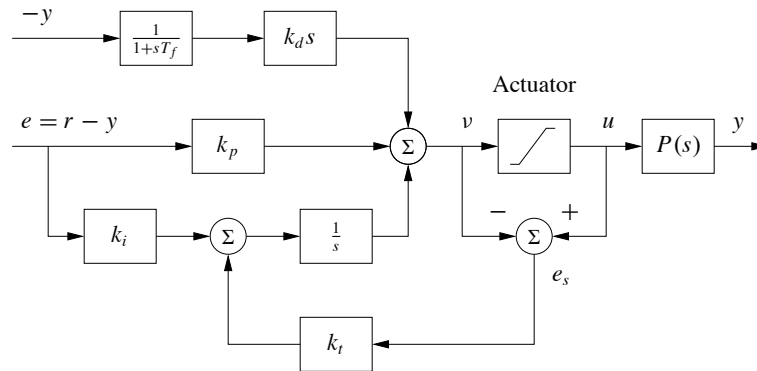 −y
1/(1+sT_f)
k_d s
Actuator
e = r − y
k_p
Σ
ν
u
P(s)
y
k_i
Σ
1/s
−
+
Σ
e_s
k_t